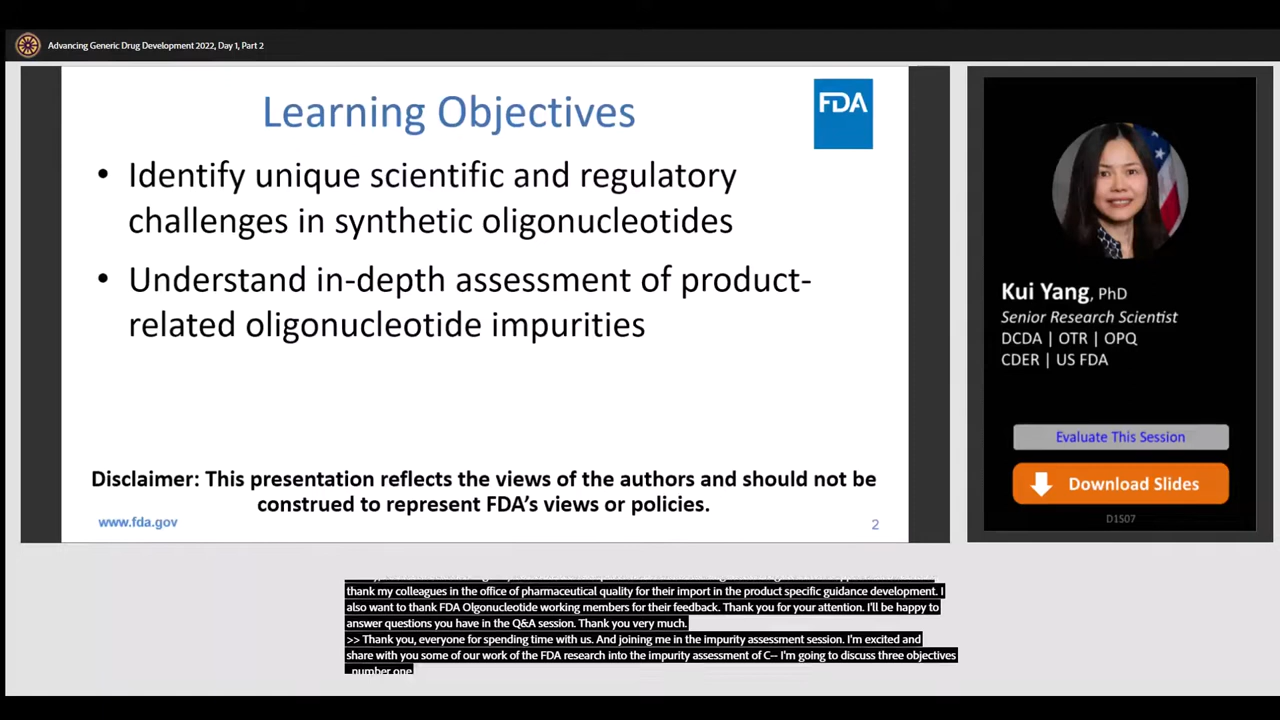 Advancing Generic Drug Development 2022, Day 1, Part 2
Learning Objectives
FDA
• Identify unique scientific and regulatory
challenges in synthetic oligonucleotides
• Understand in-depth assessment of product-
related oligonucleotide impurities
Disclaimer: This presentation reflects the views of the authors and should not be
construed to represent FDA's views or policies.
www.fda.gov
2
Kui Yang, PhD
Senior Research Scientist
DCDA | OTR | OPQ
CDER | US FDA
Evaluate This Session
Download Slides
D1S07
thank my colleagues in the office of pharmaceutical quality for their import in the product specific guidance development. I
also want to thank FDA Olgonucleotide working members for their feedback. Thank you for your attention. I'll be happy to
answer questions you have in the Q&A session. Thank you very much.
>> Thank you, everyone for spending time with us. And joining me in the impurity assessment session. I'm excited and
share with you some of our work of the FDA research into the impurity assessment of C-- I'm going to discuss three objectives
number one